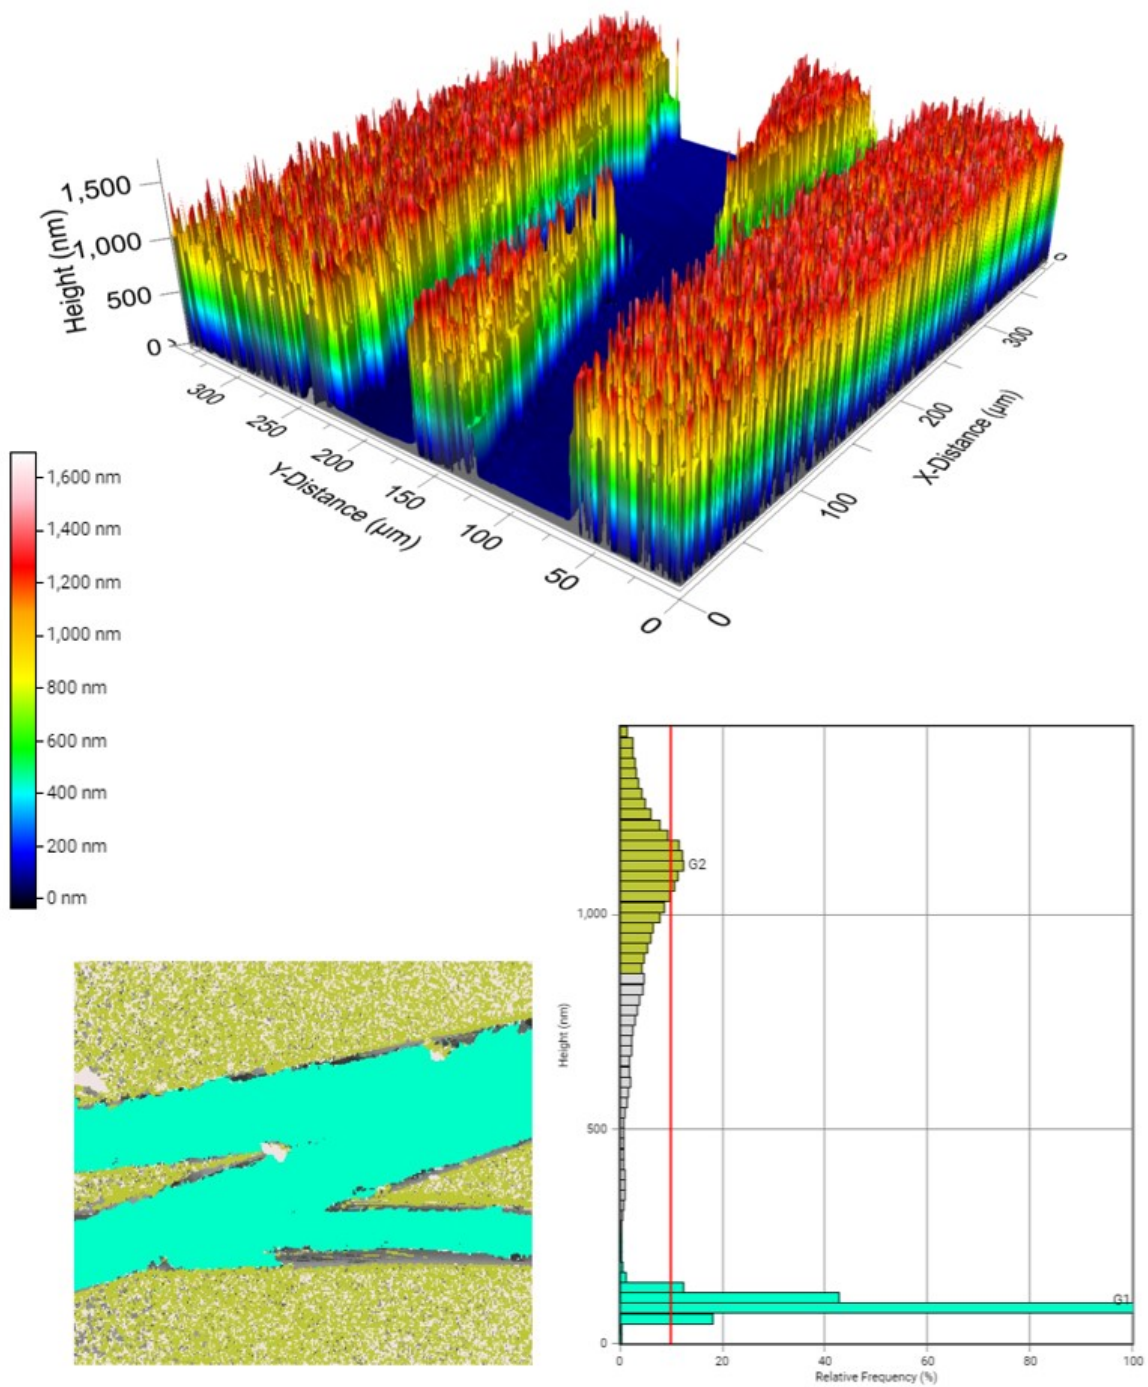 1,500
1,000
500
0
Height (nm)
300
250
200
150
100
50
0
Y-Distance (µm)
0
100
200
300
0
X-Distance (µm)
1,600 nm
1,400 nm
1,200 nm
1,000 nm
800 nm
600 nm
400 nm
200 nm
0 nm
G2
1,000
Height (nm)
500
G1
0
0 20 40 60 80 100
Relative Frequency (%)